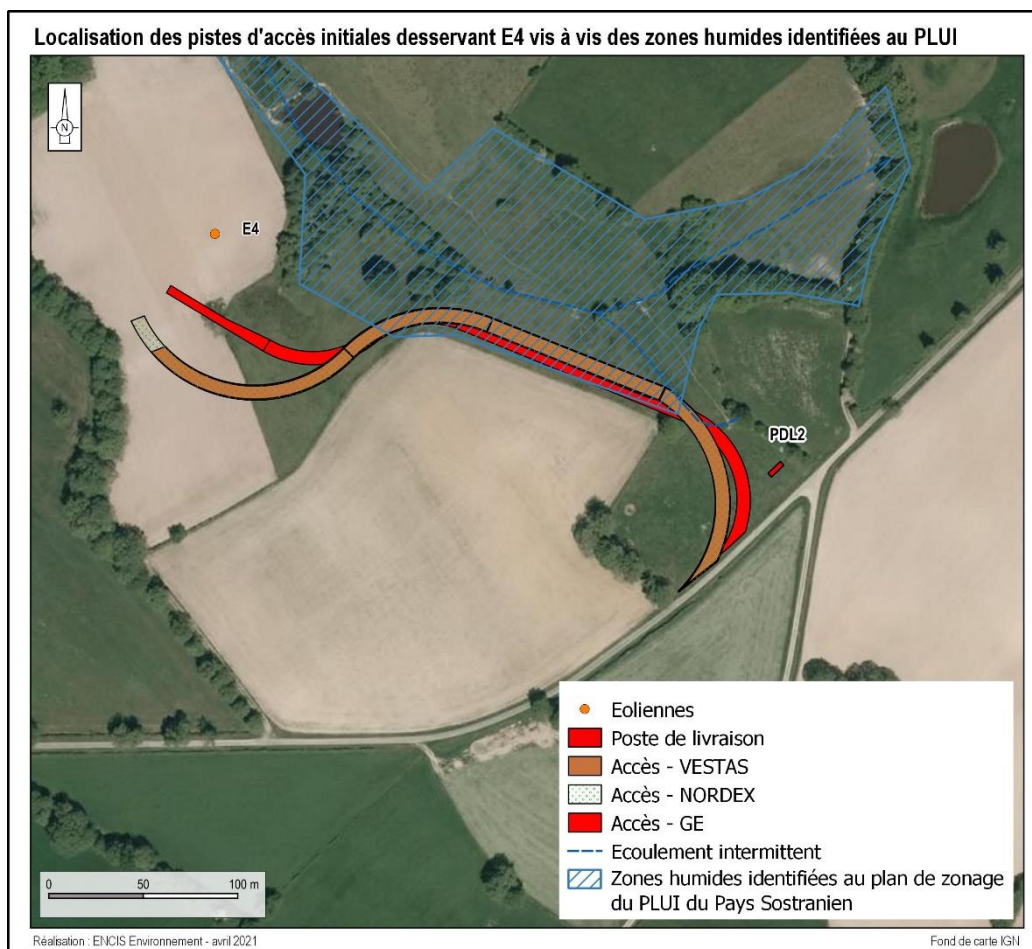 Localisation des pistes d'accès initiales desservant E4 vis à vis des zones humides identifiées au PLUI
N
E4
PDL2
Eoliennes
Poste de livraison
Accès - VESTAS
Accès - NORDEX
Accès - GE
Ecoulement intermittent
Zones humides identifiées au plan de zonage
du PLUI du Pays Sostranien
0 50 100 m
Réalisation : ENCIS Environnement - avril 2021
Fond de carte IGN